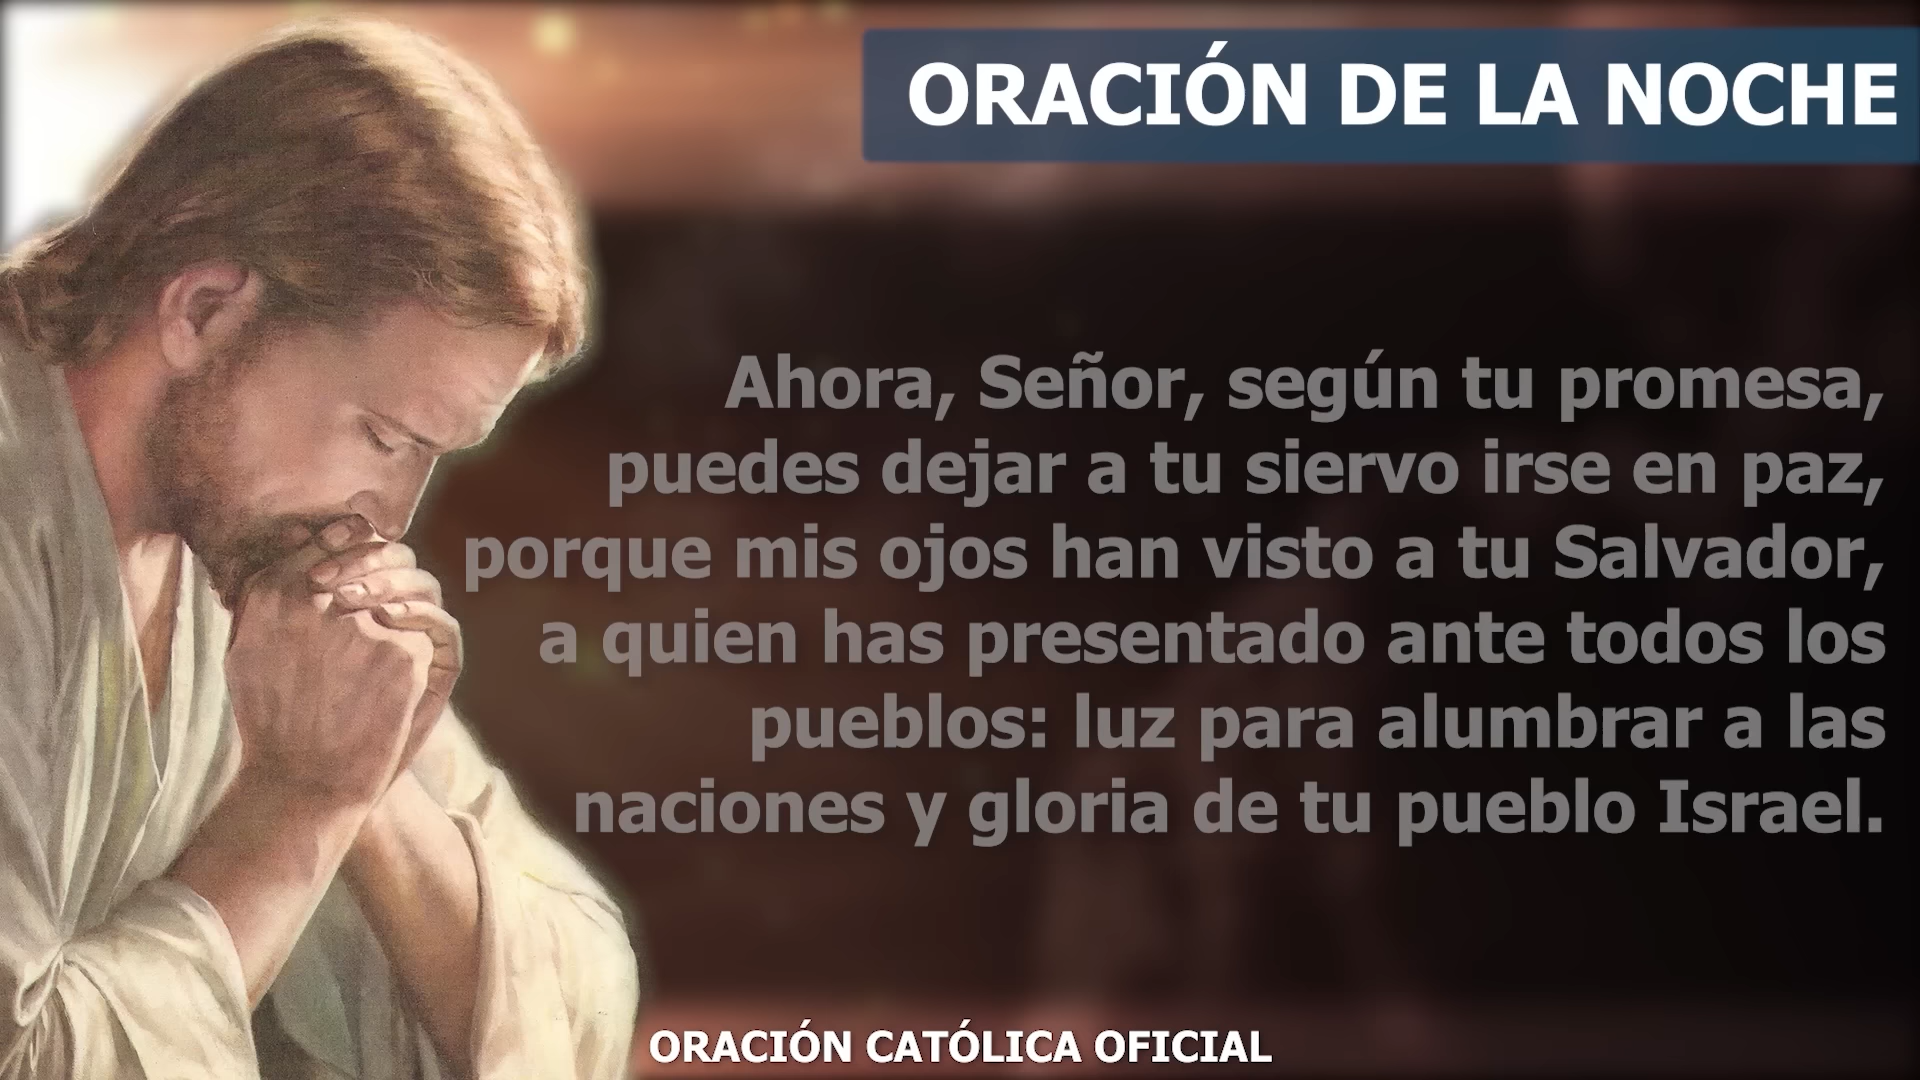 ORACIÓN DE LA NOCHE
Ahora, Señor, según tu promesa,
puedes dejar a tu siervo irse en paz,
porque mis ojos han visto a tu Salvador,
a quien has presentado ante todos los
pueblos: luz para alumbrar a las
naciones y gloria de tu pueblo Israel.
ORACIÓN CATÓLICA OFICIAL